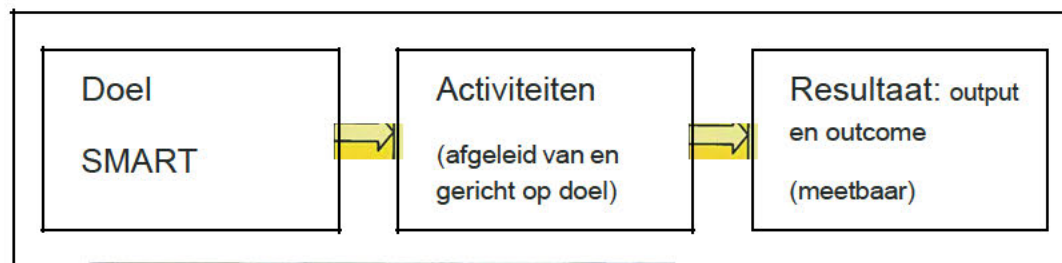 Doel
SMART
Activiteiten
(afgeleid van en
gericht op doel)
Resultaat: output
en outcome
(meetbaar)